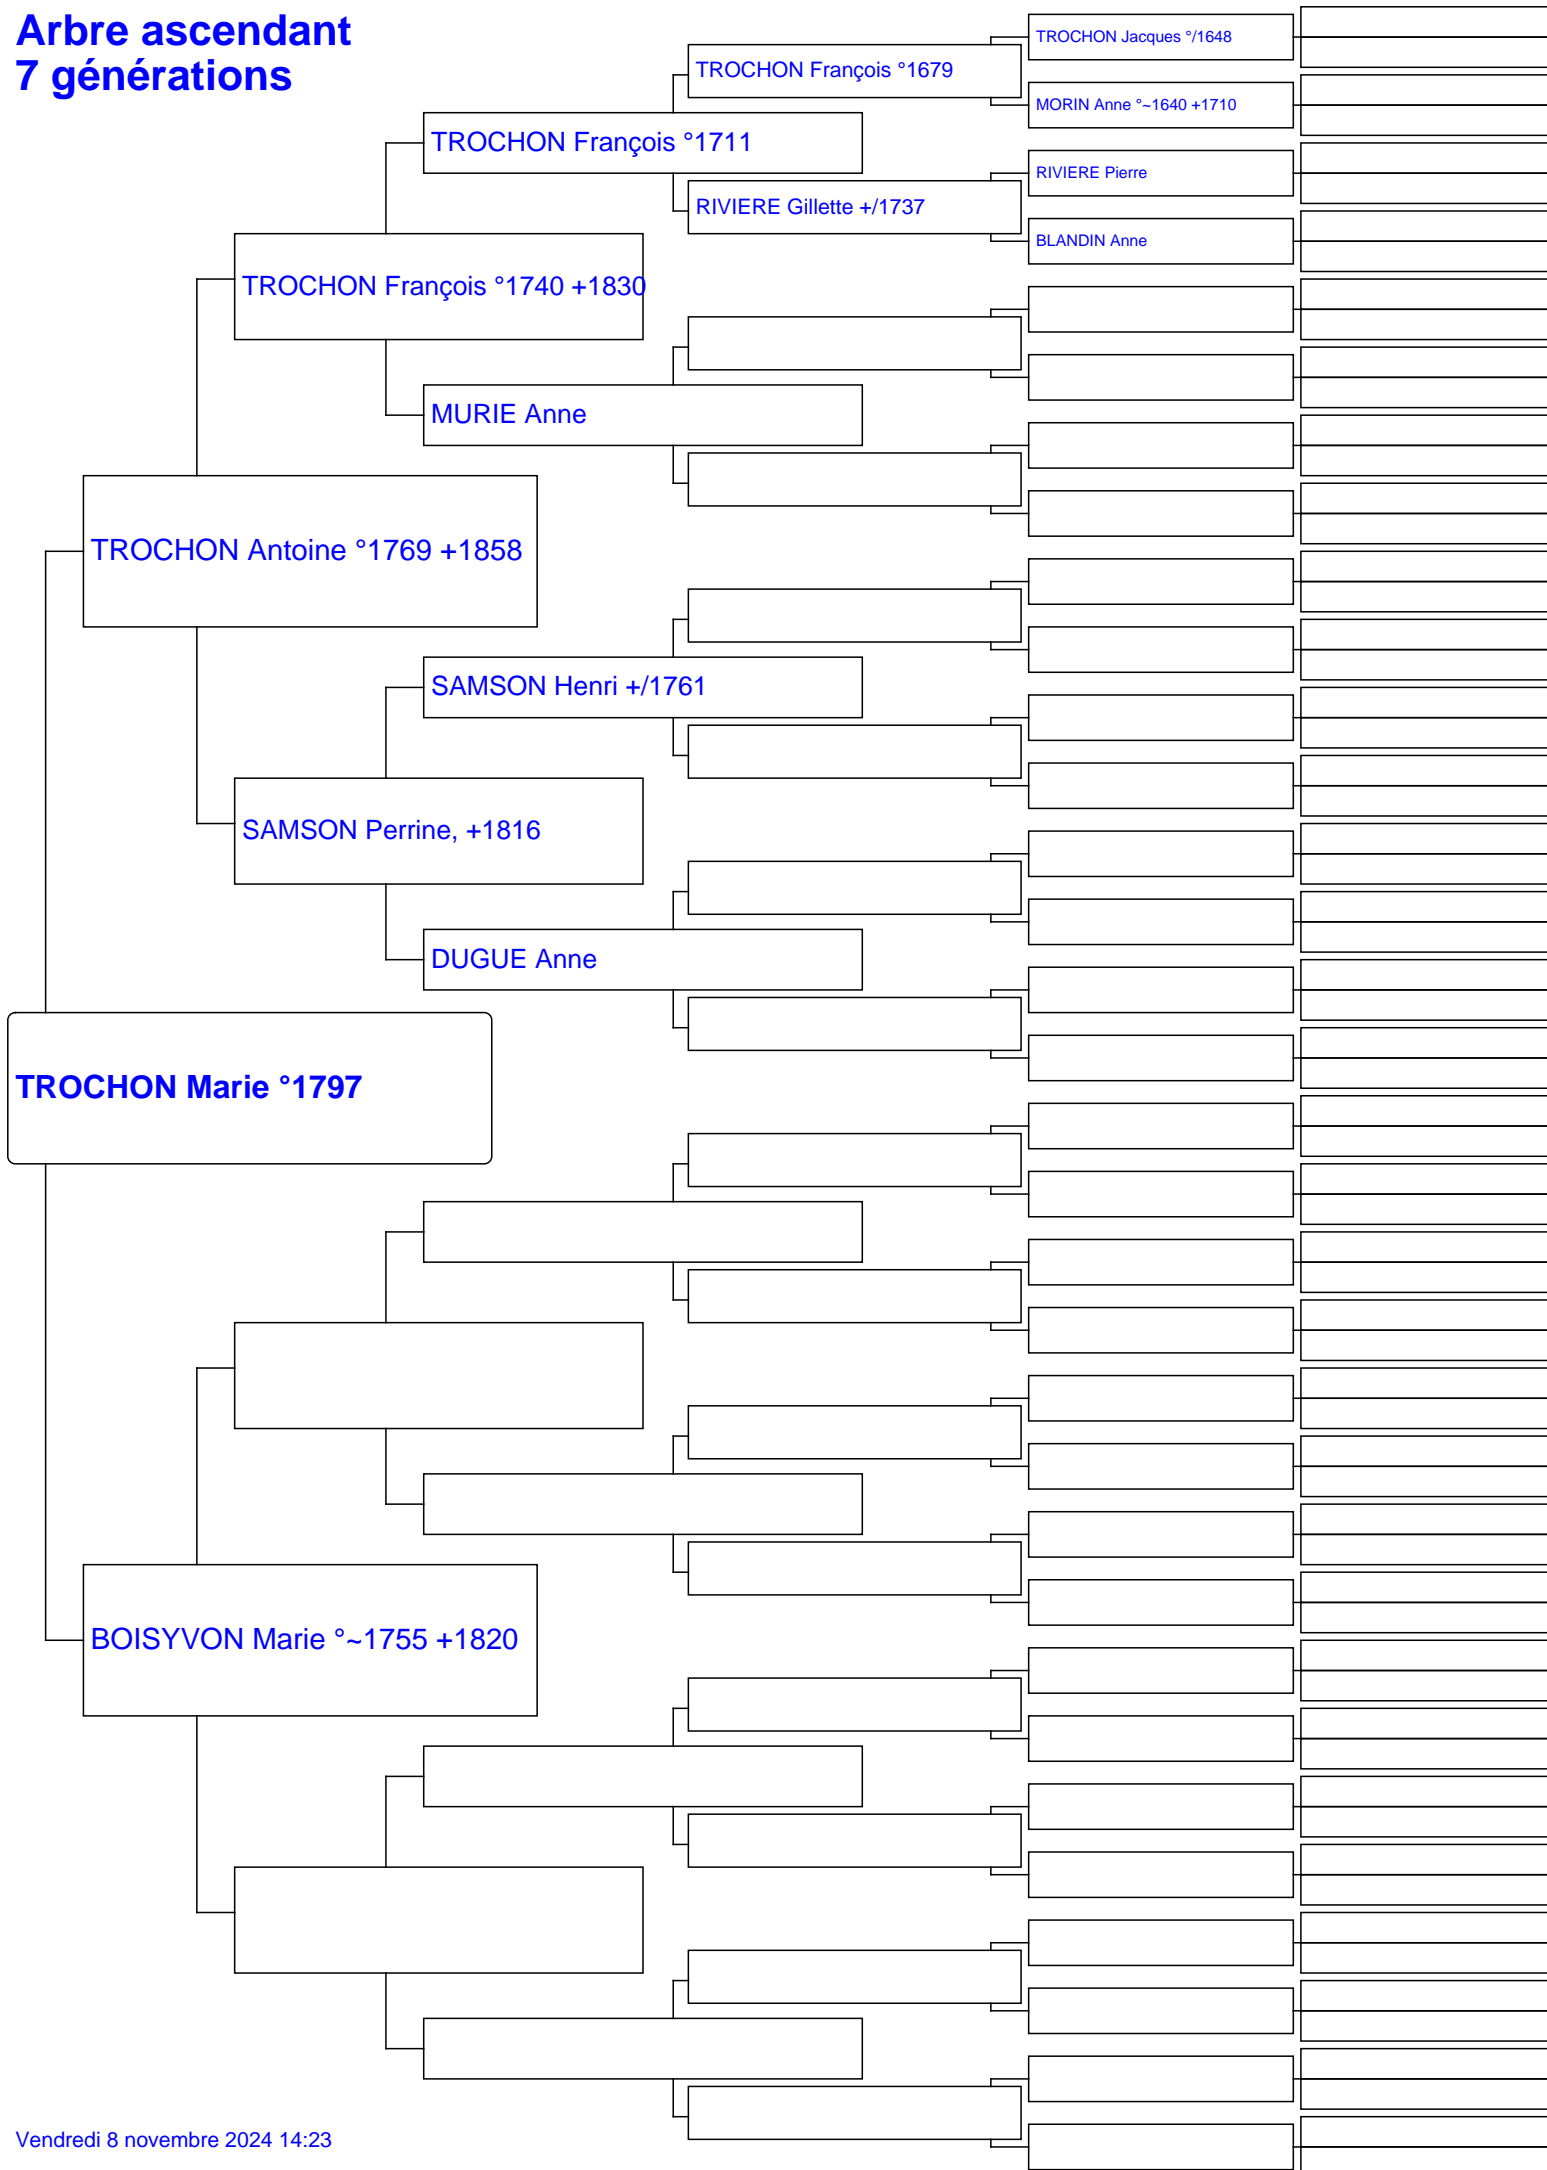 Arbre ascendant
7 générations
TROCHON Jacques °/1648
TROCHON François °1679
MORIN Anne °~1640 +1710
TROCHON François °1711
RIVIERE Pierre
RIVIERE Gillette +/1737
BLANDIN Anne
TROCHON François °1740 +1830
MURIE Anne
TROCHON Antoine °1769 +1858
SAMSON Henri +/1761
SAMSON Perrine, +1816
DUGUE Anne
TROCHON Marie °1797
BOISYVON Marie °~1755 +1820
Vendredi 8 novembre 2024 14:23